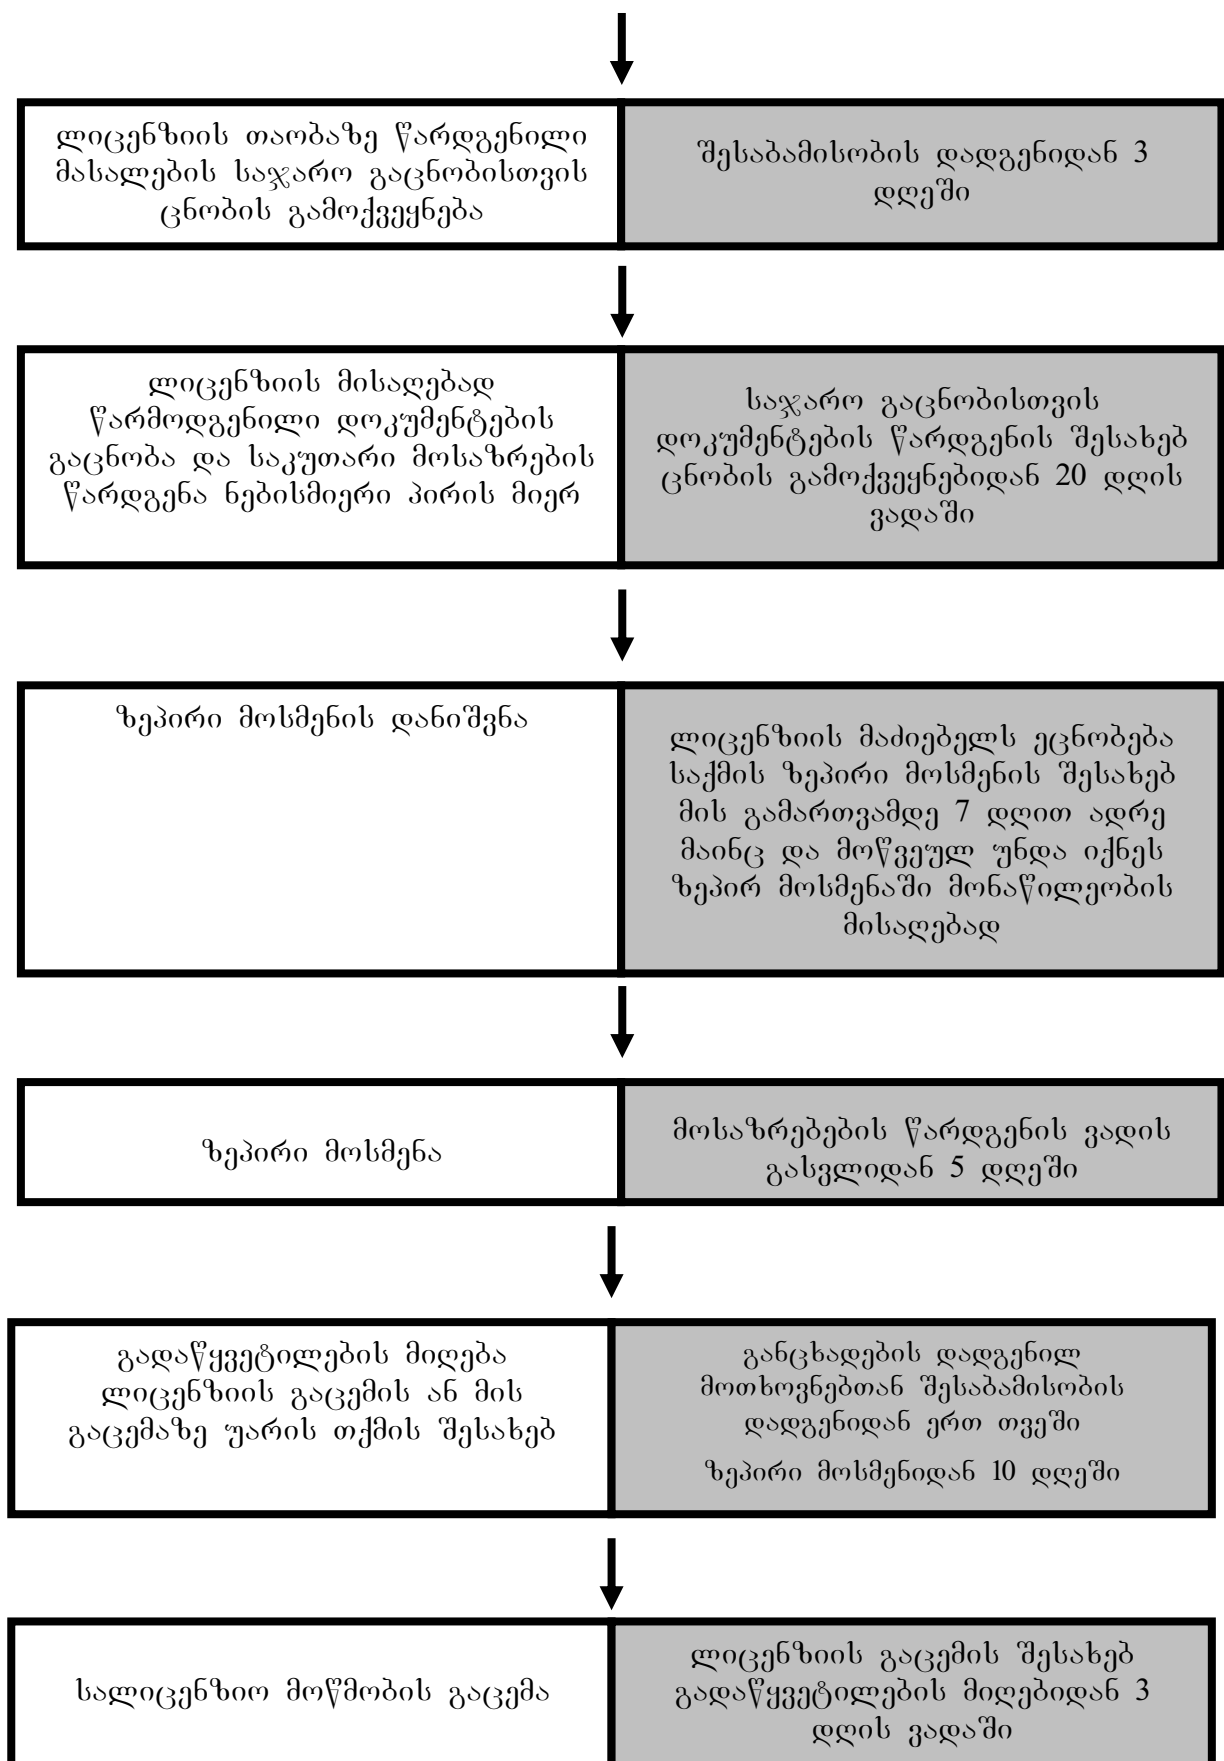 ლიცენზიის თაობაზე წარდგენილი
მასალების საჯარო გაცნობისთვის
ცნობის გამოქვეყნება
შესაბამისობის დადგენიდან 3
დღეში
ლიცენზიის მისაღებად
წარმოდგენილი დოკუმენტების
გაცნობა და საკუთარი მოსაზრების
წარდგენა ნებისმიერი პირის მიერ
საჯარო გაცნობისთვის
დოკუმენტების წარდგენის შესახებ
ცნობის გამოქვეყნებიდან 20 დღის
ვადაში
ზეპირი მოსმენის დანიშვნა
ლიცენზიის მაძიებელს ეცნობება
საქმის ზეპირი მოსმენის შესახებ
მის გამართვამდე 7 დღით ადრე
მაინც და მოწვეულ უნდა იქნეს
ზეპირ მოსმენაში მონაწილეობის
მისაღებად
ზეპირი მოსმენა
მოსაზრებების წარდგენის ვადის
გასვლიდან 5 დღეში
გადაწყვეტილების მიღება
ლიცენზიის გაცემის ან მის
გაცემაზე უარის თქმის შესახებ
განცხადების დადგენილ
მოთხოვნებთან შესაბამისობის
დადგენიდან ერთ თვეში
ზეპირი მოსმენიდან 10 დღეში
სალიცენზიო მოწმობის გაცემა
ლიცენზიის გაცემის შესახებ
გადაწყვეტილების მიღებიდან 3
დღის ვადაში